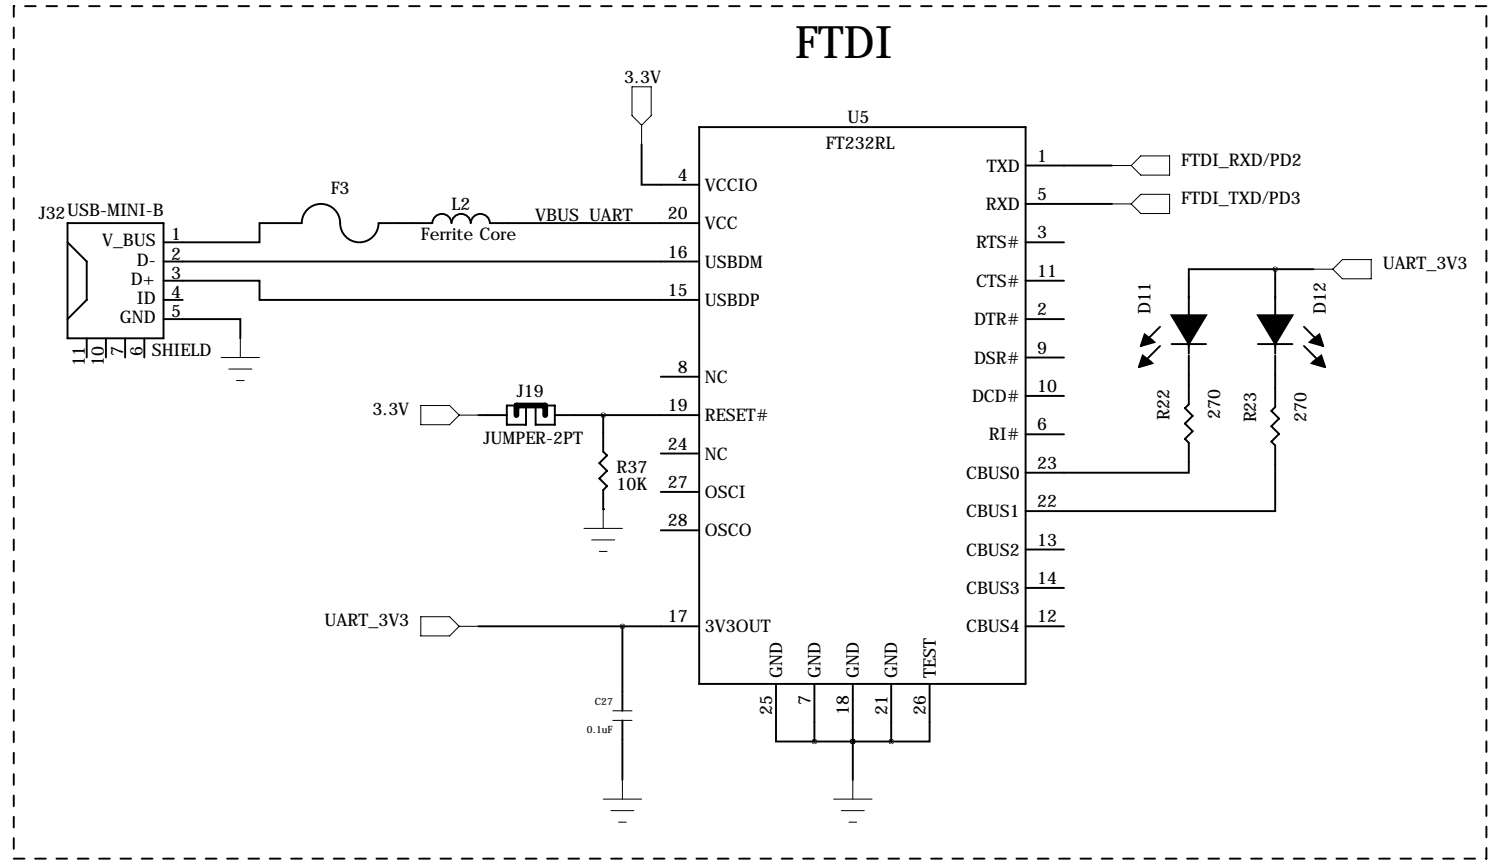 FTDI
3.3V
U5
FT232RL
4 VCCIO
20 VCC
16 USBDM
15 USBDP
8 NC
19 RESET#
24 NC
27 OSCI
28 OSCO
17 3V3OUT
TXD 1
RXD 5
RTS# 3
CTS# 11
DTR# 2
DSR# 9
DCD# 10
RI# 6
CBUS0 23
CBUS1 22
CBUS2 13
CBUS3 14
CBUS4 12
GND 25
GND 7
GND 18
GND 21
TEST 26
FTDI_RXD/PD2
FTDI_TXD/PD3
UART_3V3
D11
D12
R22
270
R23
270
F3
L2
Ferrite Core
VBUS_UART
J32 USB-MINI-B
V_BUS 1
D- 2
D+ 3
ID 4
GND 5
11 10 7 6 SHIELD
3.3V
J19
JUMPER-2PT
R37
10K
UART_3V3
C27
0.1uF